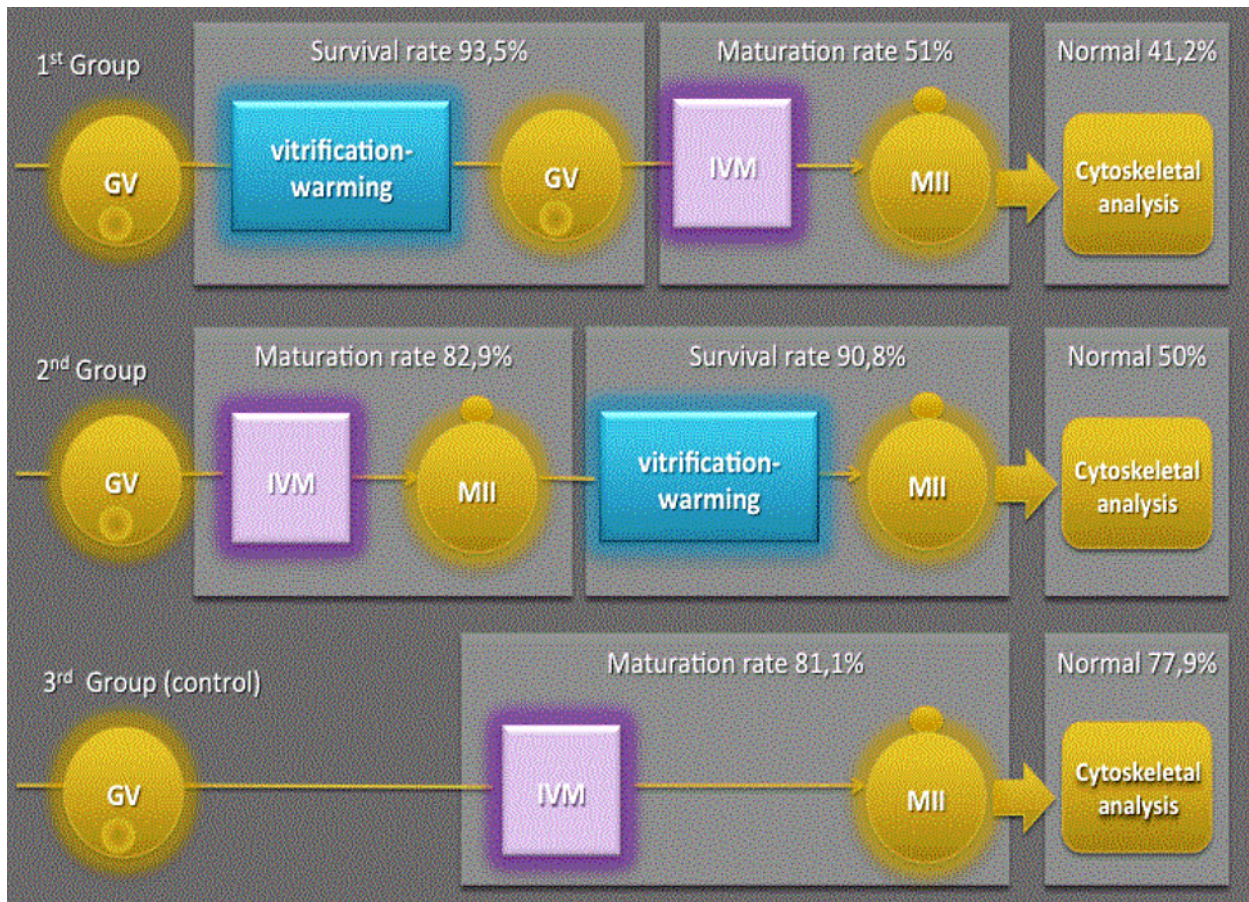 1st Group
Survival rate 93,5%
Maturation rate 51%
Normal 41,2%
GV
vitrification-
warming
GV
IVM
MII
Cytoskeletal
analysis
2nd Group
Maturation rate 82,9%
Survival rate 90,8%
Normal 50%
GV
IVM
MII
vitrification-
warming
MII
Cytoskeletal
analysis
3rd Group (control)
Maturation rate 81,1%
Normal 77,9%
GV
IVM
MII
Cytoskeletal
analysis